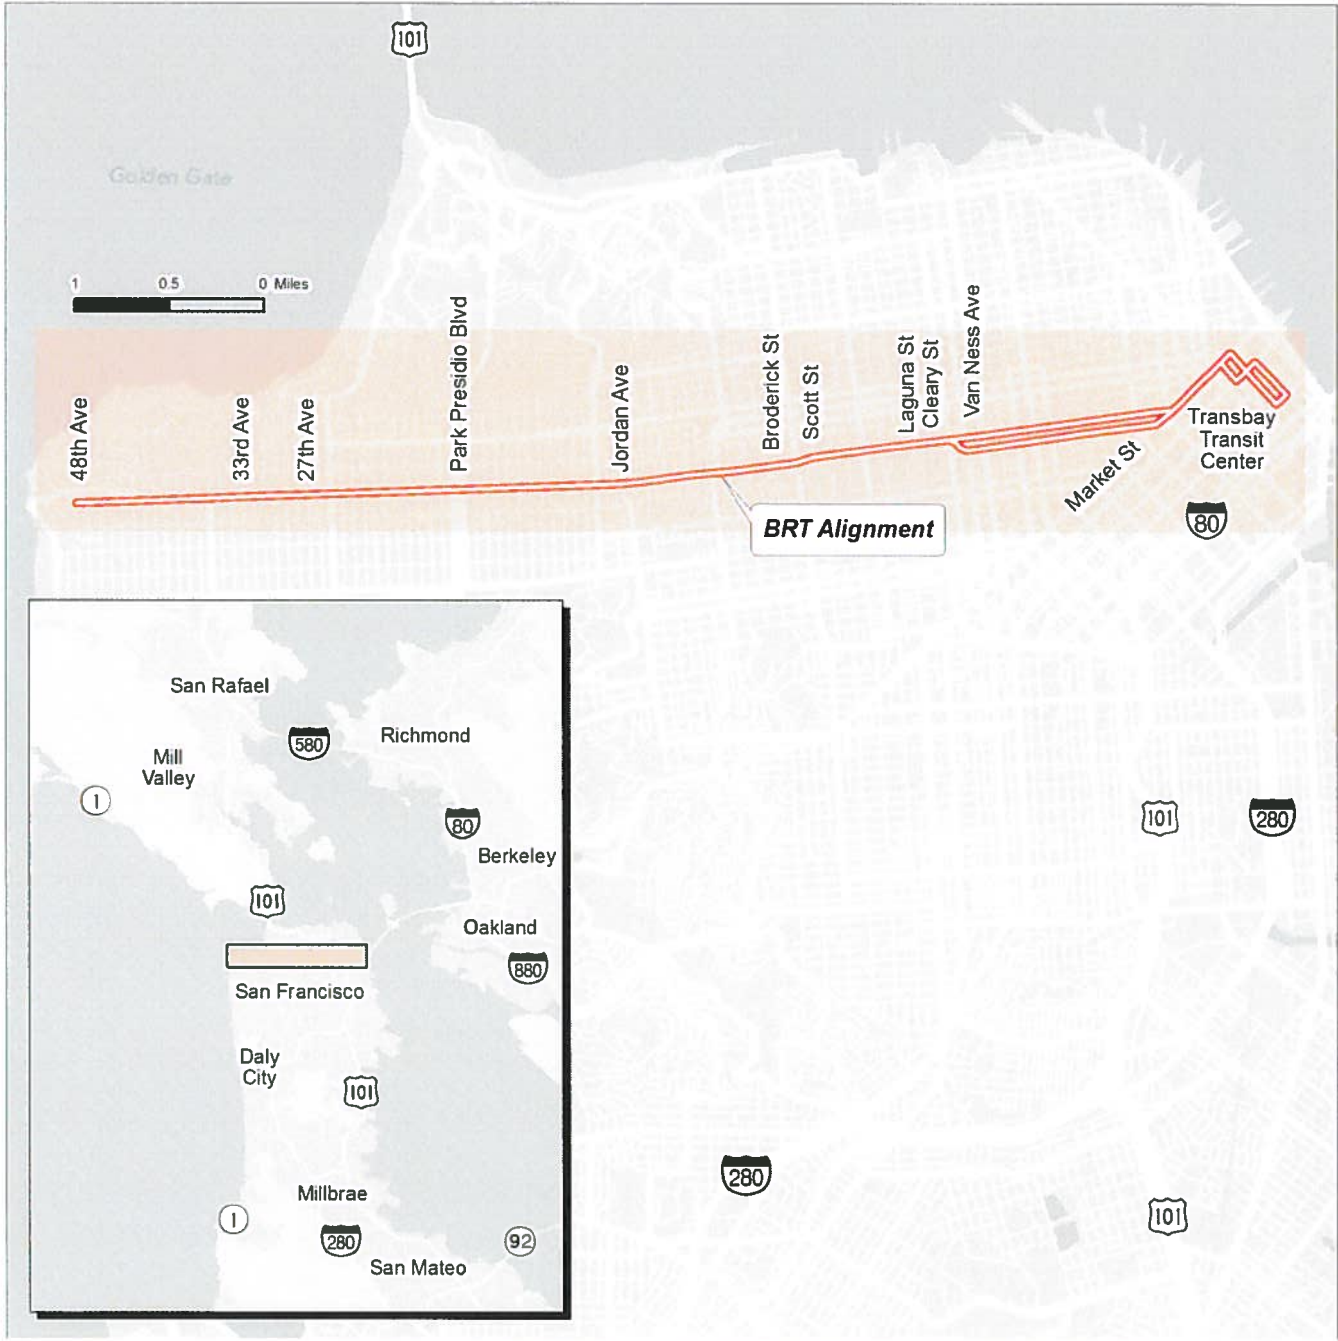 101
Golden Gate
1 0.5 0 Miles
48th Ave
33rd Ave
27th Ave
Park Presidio Blvd
Jordan Ave
Broderick St
Scott St
Laguna St
Cleary St
Van Ness Ave
Market St
Transbay
Transit
Center
80
BRT Alignment
San Rafael
580
Richmond
Mill
Valley
1
80
Berkeley
101
Oakland
880
San Francisco
Daly
City
101
Millbrae
1
280
92
San Mateo
101
280
280
101